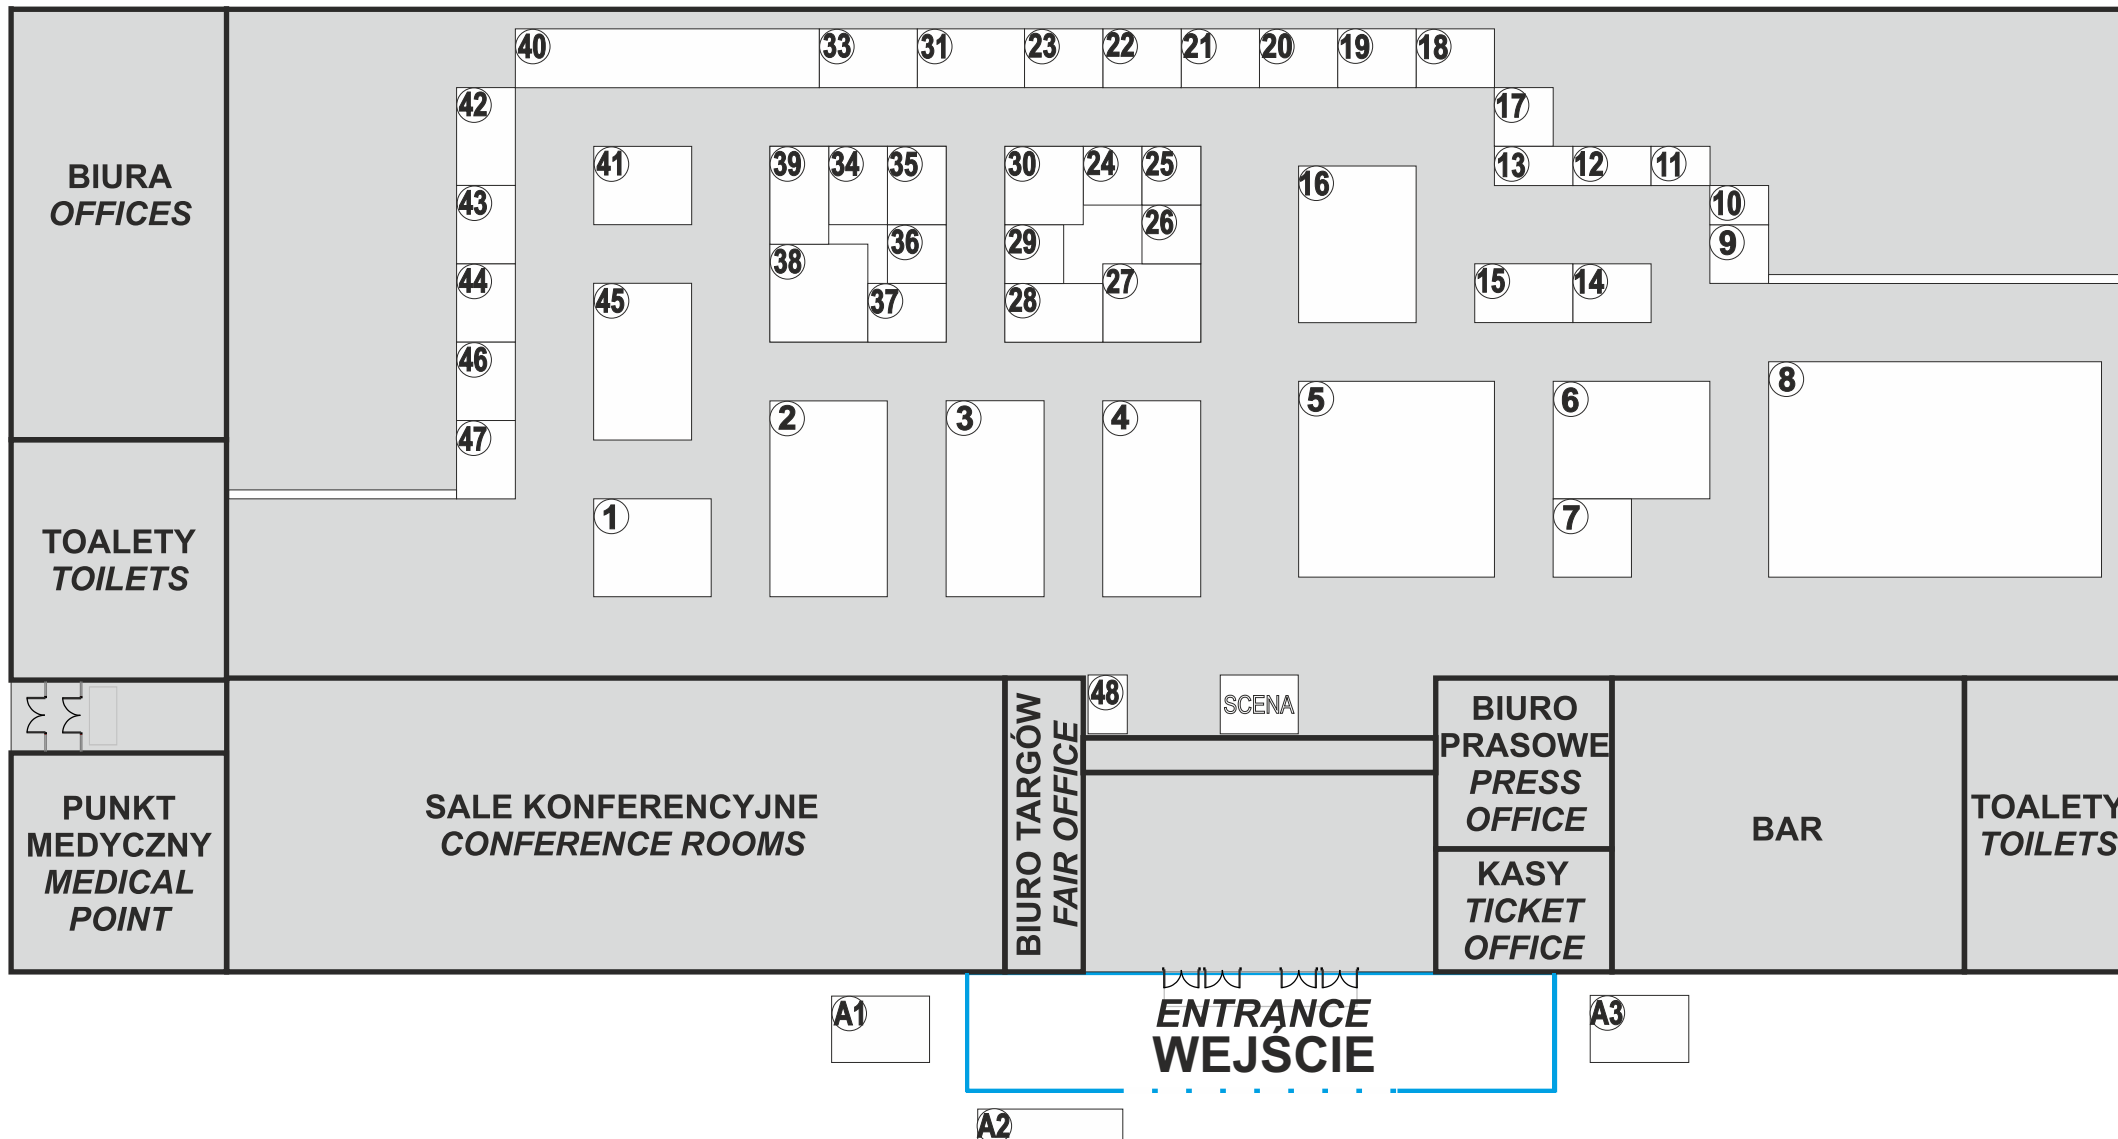 40
33
31
23
22
21
20
19
18
42
17
41
39
34
35
30
24
25
16
13
12
11
BIURA
OFFICES
43
10
29
36
26
9
38
44
45
37
28
27
15
14
46
2
3
4
5
6
8
47
1
7
TOALETY
TOILETS
48
SCENA
PUNKT
MEDYCZNY
MEDICAL
POINT
SALE KONFERENCYJNE
CONFERENCE ROOMS
BIURO TARGÓW
FAIR OFFICE
BIURO
PRASOWE
PRESS
OFFICE
KASY
TICKET
OFFICE
BAR
TOALETY
TOILETS
A1
ENTRANCE
WEJŚCIE
A3
A2